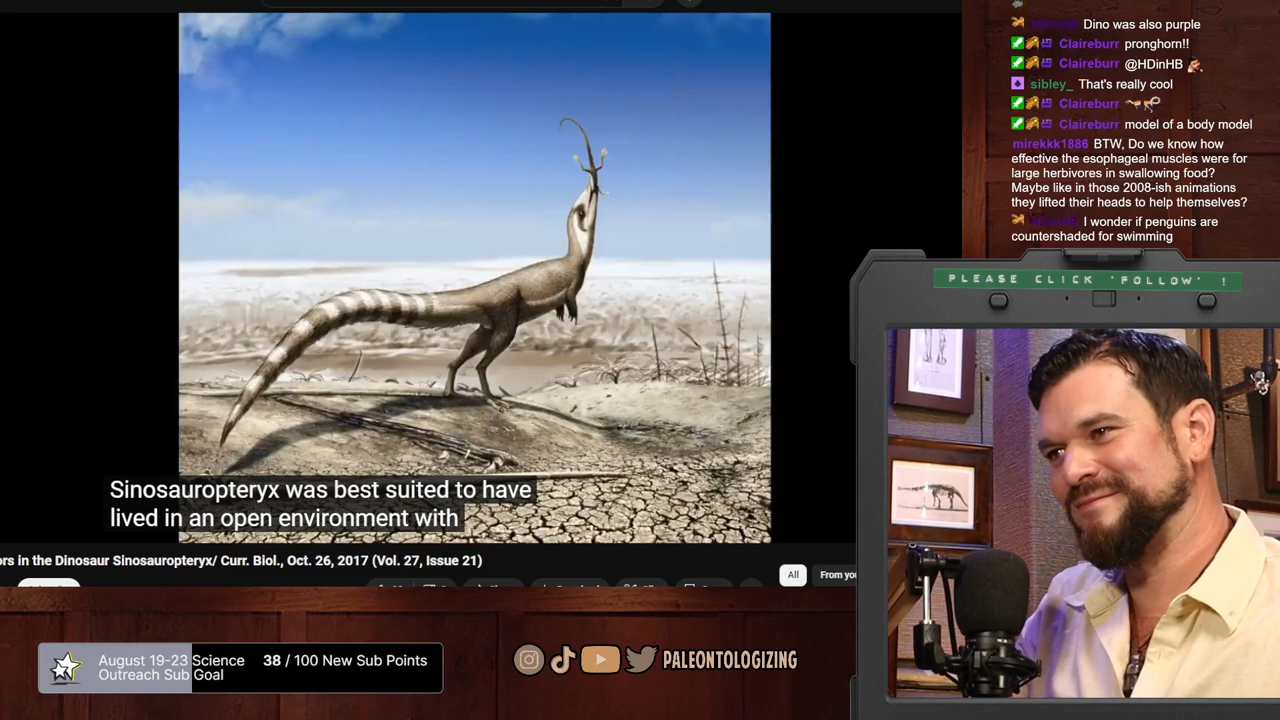 HDinHB Dino was also purple
Claireburr pronghorn!!
Claireburr @HDinHB
sibley_ That's really cool
Claireburr
Claireburr model of a body model
mirekkk1886 BTW, Do we know how
effective the esophageal muscles were for
large herbivores in swallowing food?
Maybe like in those 2008-ish animations
they lifted their heads to help themselves?
HDinHB I wonder if penguins are
countershaded for swimming
PLEASE CLICK 'FOLLOW' !
Sinosauropteryx was best suited to have
lived in an open environment with
ors in the Dinosaur Sinosauropteryx/ Curr. Biol., Oct. 26, 2017 (Vol. 27, Issue 21)
All
From you
August 19-23 Science
Outreach Sub Goal
38 / 100 New Sub Points
PALEONTOLOGIZING